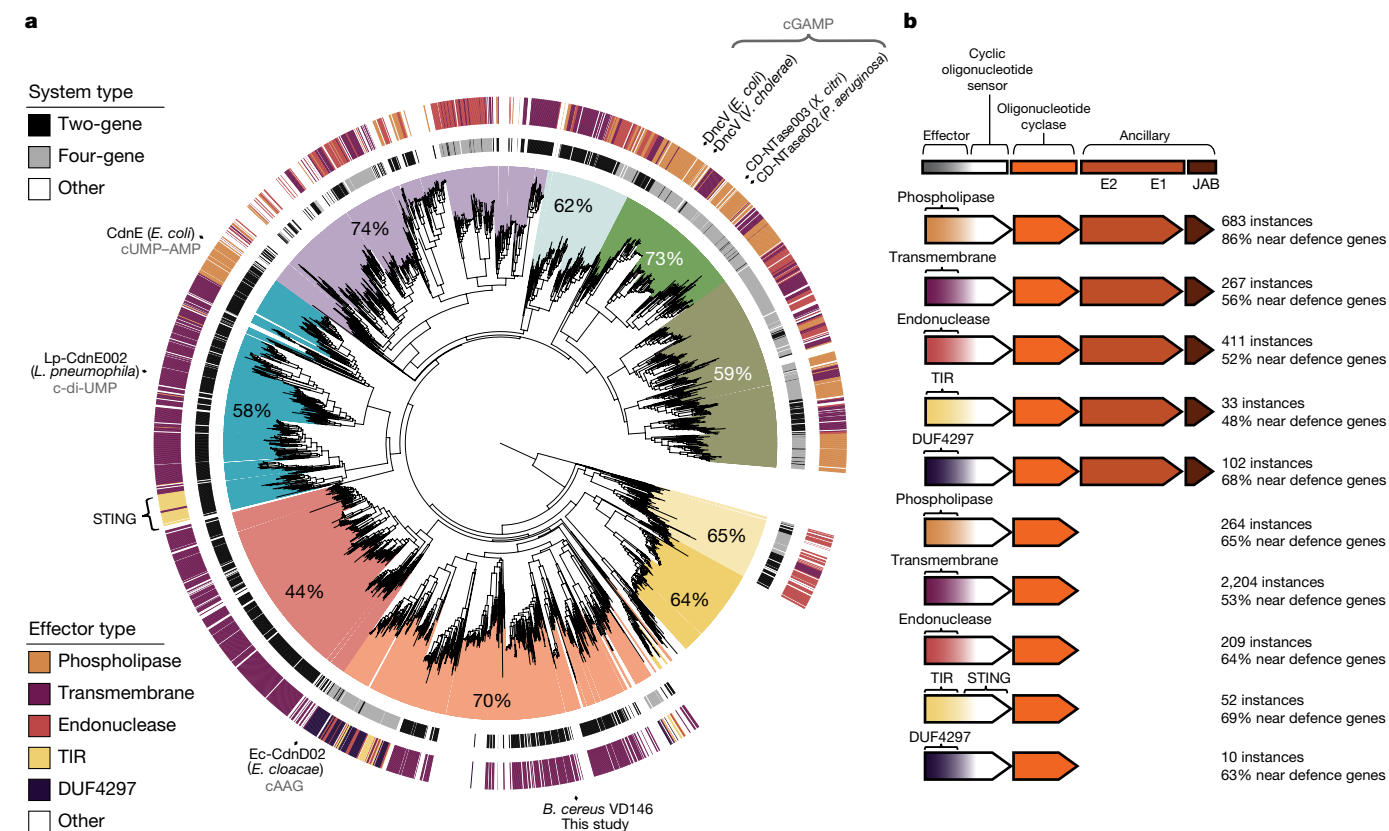 a
System type
Two-gene
Four-gene
Other
CdnE (E. coli)
cUMP–AMP
Lp-CdnE002
(L. pneumophila)
c-di-UMP
STING
Effector type
Phospholipase
Transmembrane
Endonuclease
TIR
DUF4297
Other
cGAMP
DncV (E. coli)
DncV (V. cholerae)
CD-NTase003 (X. citri)
CD-NTase002 (P. aeruginosa)
74%
62%
73%
59%
58%
44%
70%
64%
65%
Ec-CdnD02
(E. cloacae)
cAAG
B. cereus VD146
This study
b
Cyclic
oligonucleotide
sensor
Oligonucleotide
cyclase
Effector
Ancillary
E2 E1 JAB
Phospholipase
683 instances
86% near defence genes
Transmembrane
267 instances
56% near defence genes
Endonuclease
411 instances
52% near defence genes
TIR
33 instances
48% near defence genes
DUF4297
102 instances
68% near defence genes
Phospholipase
264 instances
65% near defence genes
Transmembrane
2,204 instances
53% near defence genes
Endonuclease
209 instances
64% near defence genes
TIR STING
52 instances
69% near defence genes
DUF4297
10 instances
63% near defence genes